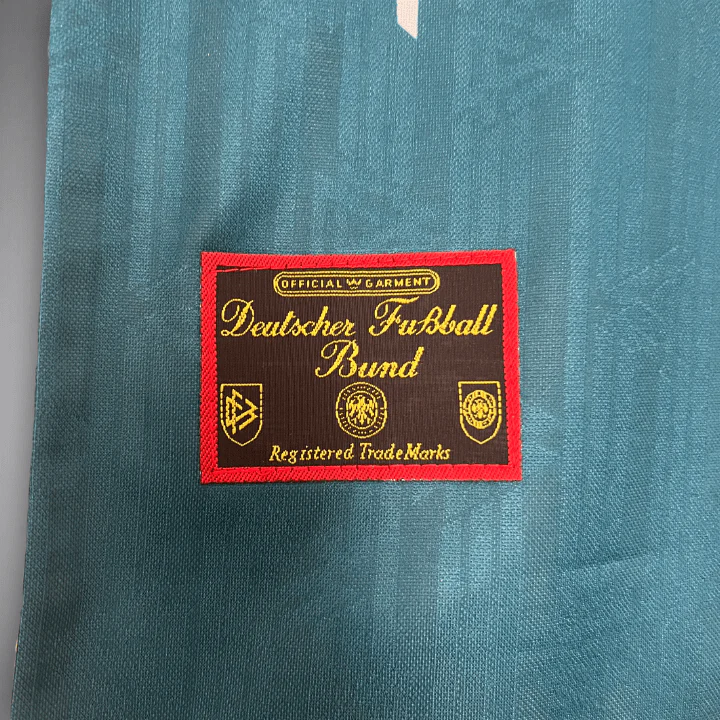 OFFICIAL GARMENT
Deutscher Fußball
Bund
Registered TradeMarks